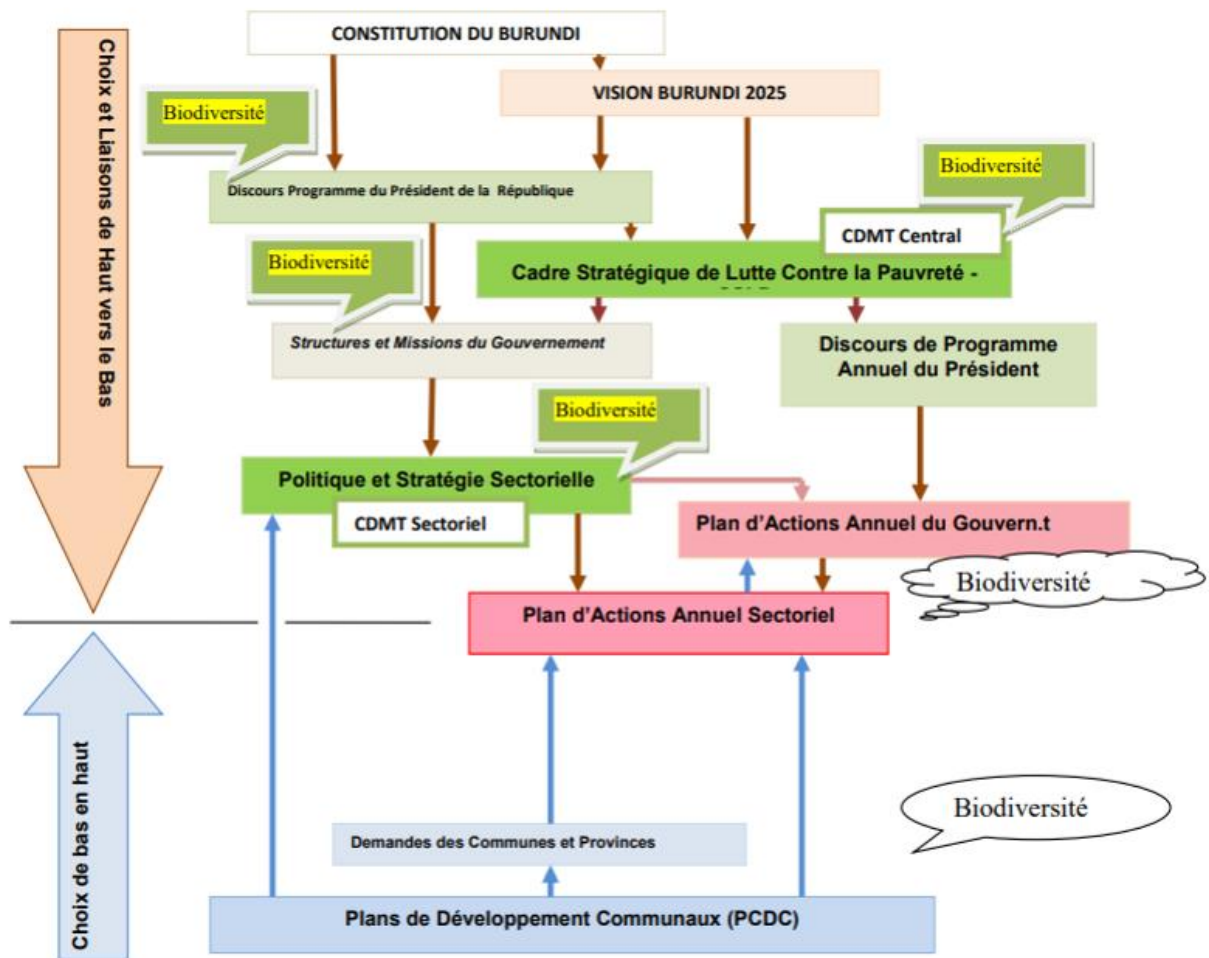 CONSTITUTION DU BURUNDI
Choix et Liaisons de Haut vers le Bas
VISION BURUNDI 2025
Biodiversité
Discours Programme du Président de la République
Biodiversité
CDMT Central
Biodiversité
Cadre Stratégique de Lutte Contre la Pauvreté -
Structures et Missions du Gouvernement
Discours de Programme
Annuel du Président
Biodiversité
Politique et Stratégie Sectorielle
CDMT Sectoriel
Plan d'Actions Annuel du Gouvern.t
Biodiversité
Plan d'Actions Annuel Sectoriel
Choix de bas en haut
Biodiversité
Demandes des Communes et Provinces
Plans de Développement Communaux (PCDC)